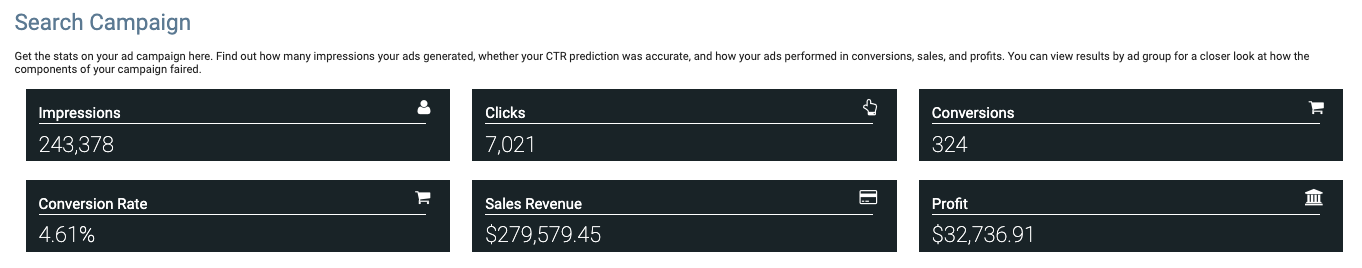 Search Campaign
Get the stats on your ad campaign here. Find out how many impressions your ads generated, whether your CTR prediction was accurate, and how your ads performed in conversions, sales, and profits. You can view results by ad group for a closer look at how the
components of your campaign faired.
Impressions
243,378
Clicks
7,021
Conversions
324
Conversion Rate
4.61%
Sales Revenue
$279,579.45
Profit
$32,736.91